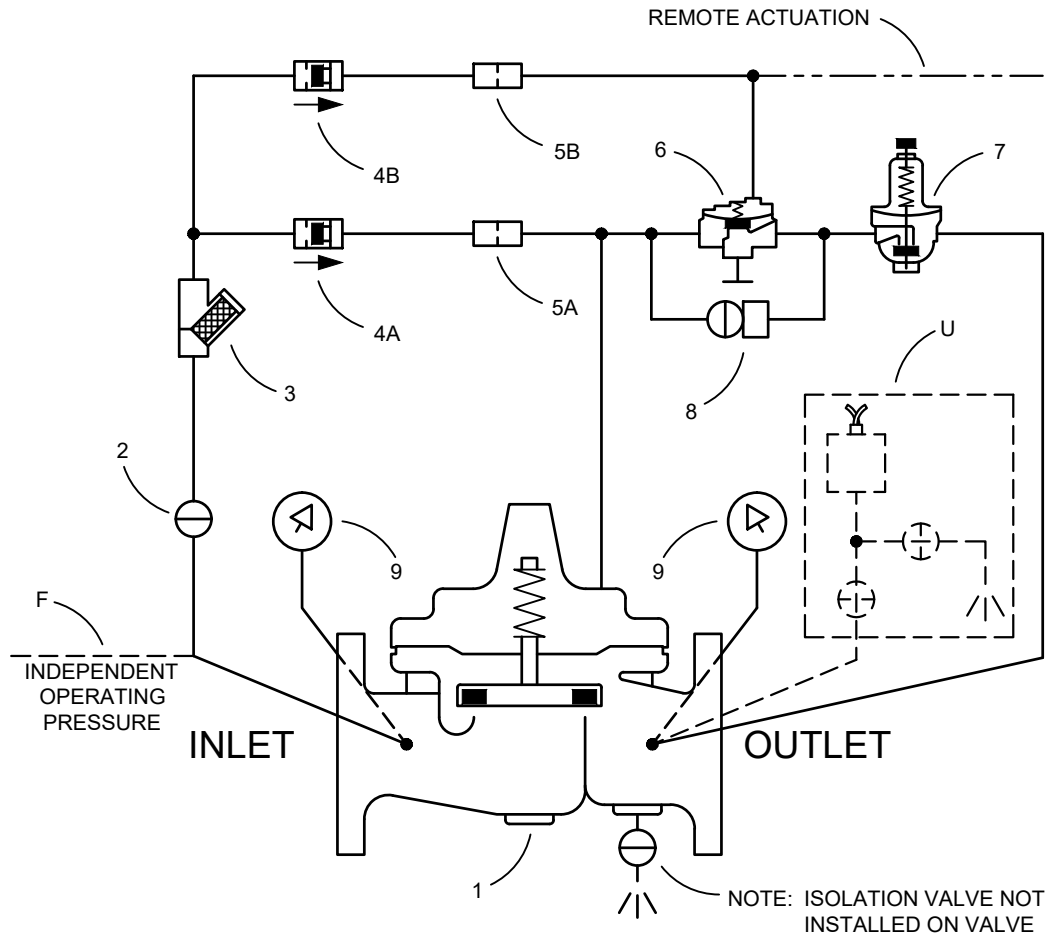 REMOTE ACTUATION
4B
5B
6
7
4A
5A
3
8
U
2
9
9
F
INDEPENDENT
OPERATING
PRESSURE
INLET
OUTLET
1
NOTE: ISOLATION VALVE NOT
INSTALLED ON VALVE